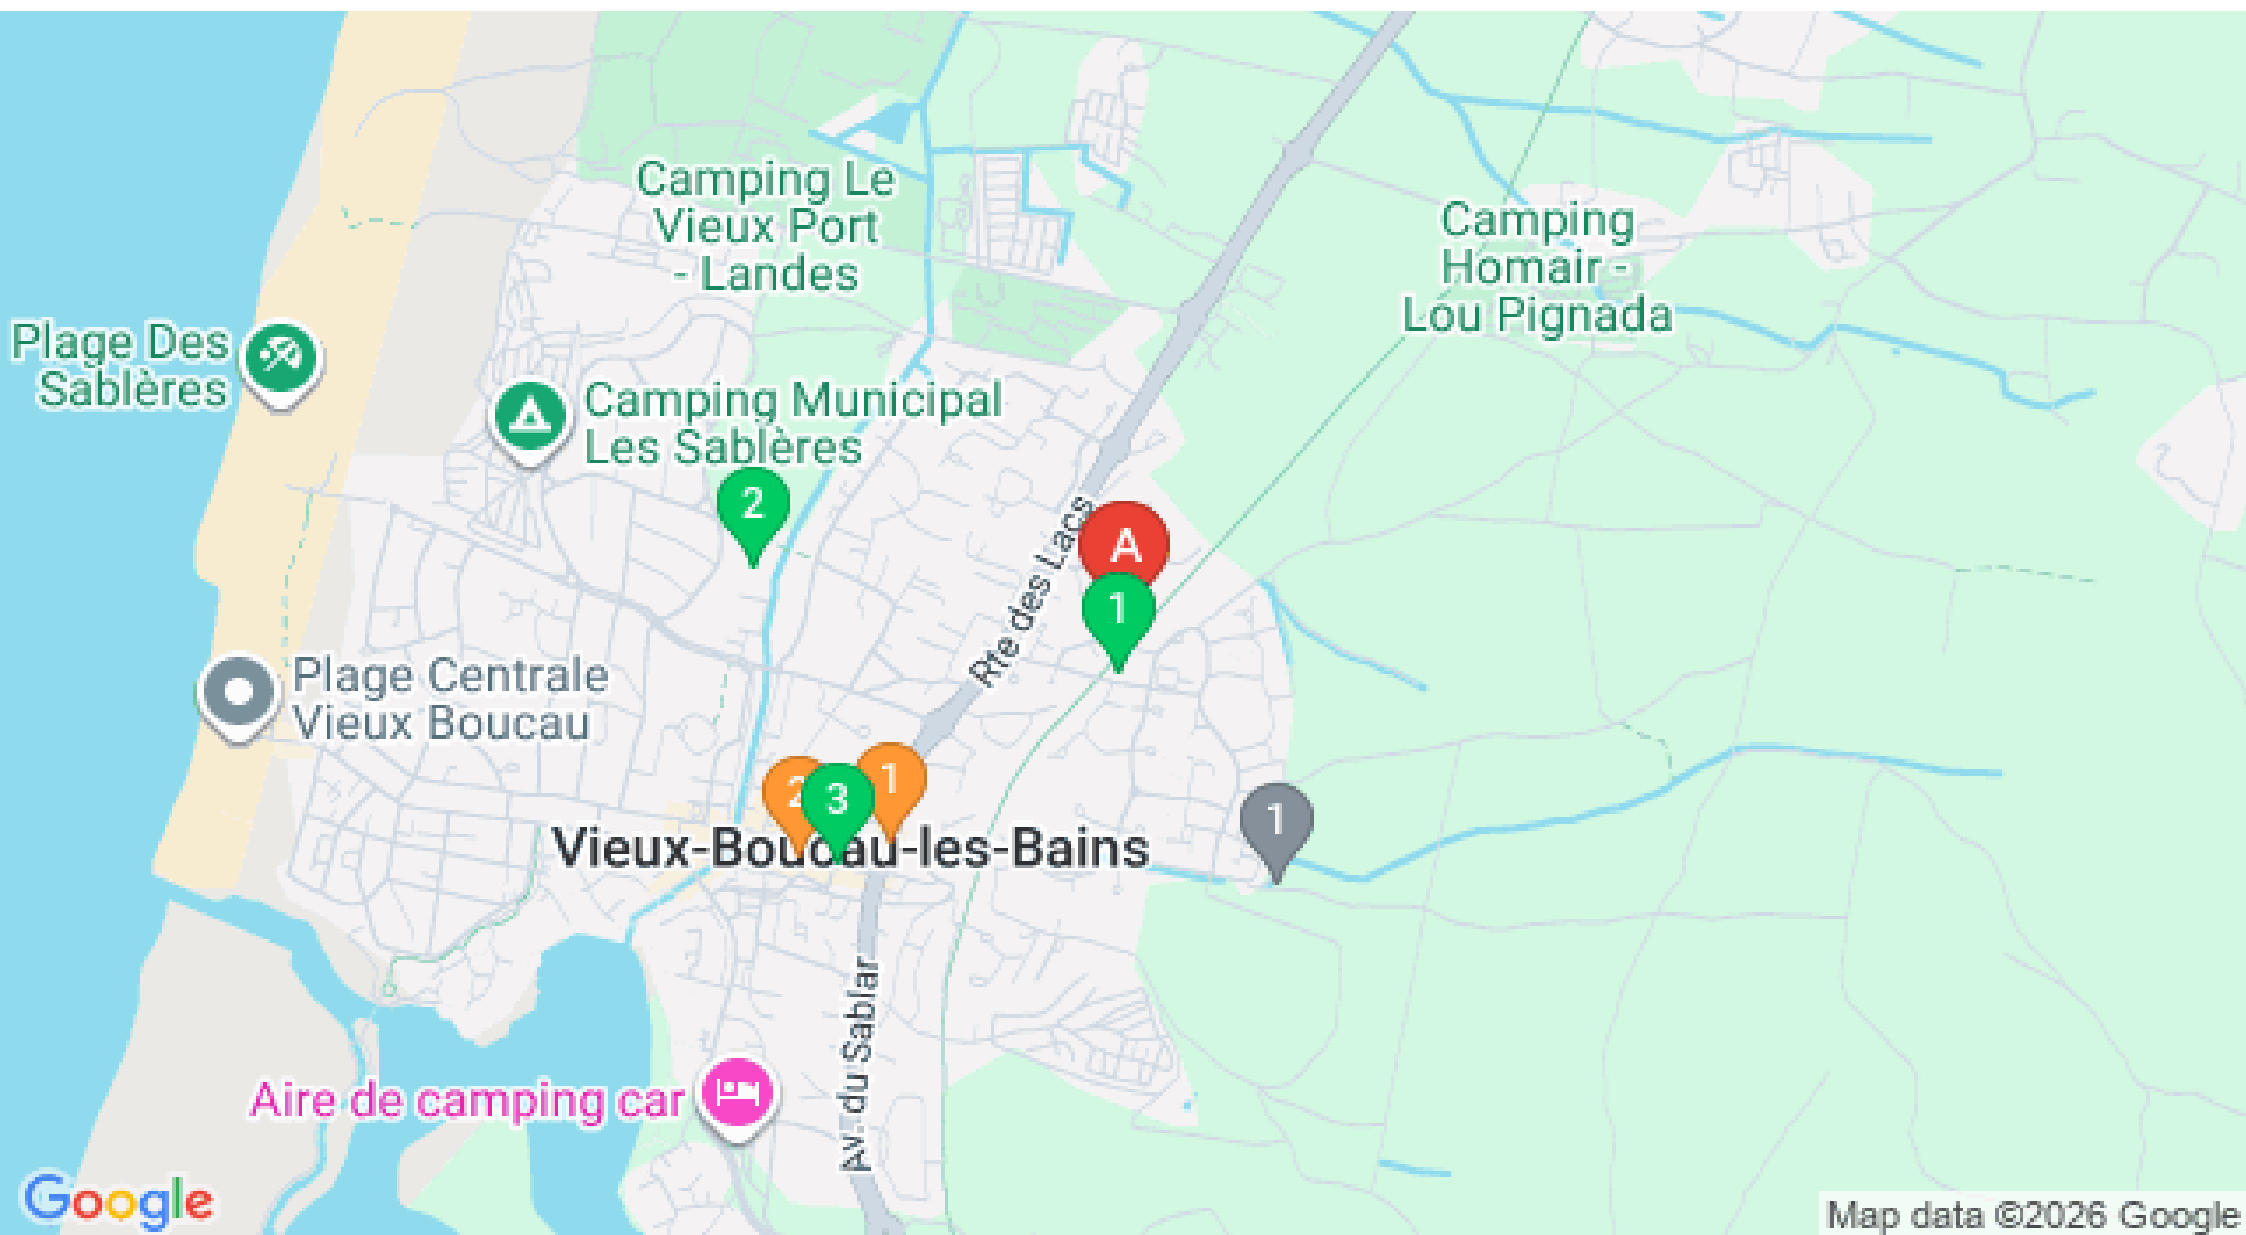 Camping Le
Vieux Port
- Landes
Camping
Homair -
Lou Pignada
Plage Des
Sablères
Camping Municipal
Les Sablères
2
Rte des Lacs
A
1
Plage Centrale
Vieux Boucau
2
3
1
1
Vieux-Boucau-les-Bains
Av. du Sablar
Aire de camping car
Google
Map data ©2026 Google